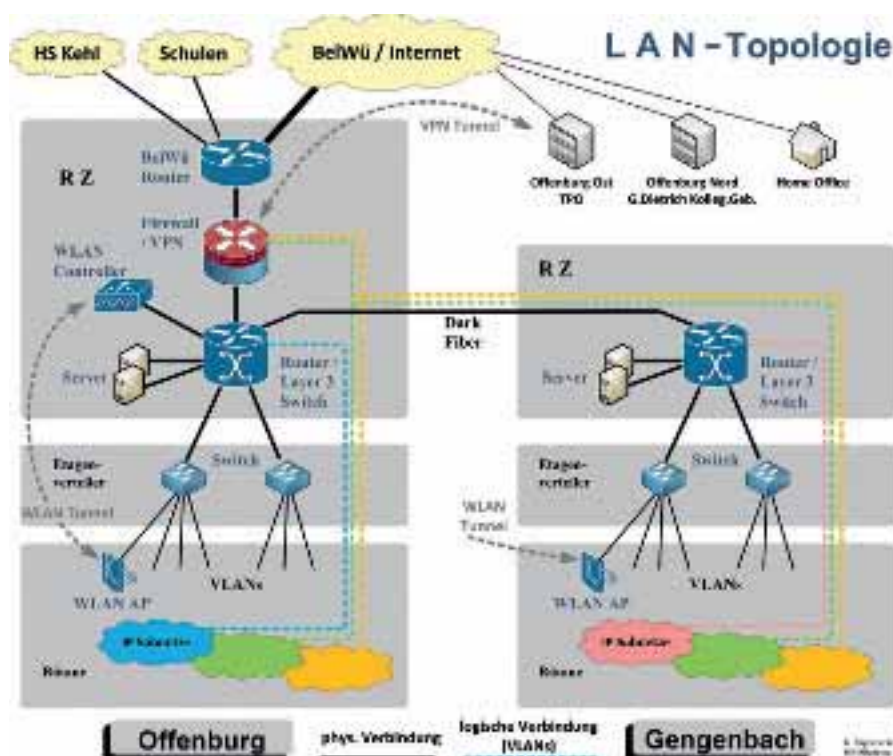 LAN-Topologie
HS Kehl
Schulen
BelWü / Internet
VPN Tunnel
BelWü
Router
R Z
Offenburg Ost
TPO
Offenburg Nord
G.Dietrich Kolleg.Geb.
Home Office
Firewall
/ VPN
WLAN
Controller
R Z
Dark
Fiber
Server
Router /
Layer 3
Switch
Server
Router /
Layer 3
Switch
Etagen-
verteiler
Switch
Etagen-
verteiler
Switch
WLAN Tunnel
WLAN
Tunnel
WLAN AP
VLANs
WLAN AP
VLANs
IP Subnetze
IP Subnetze
Räume
Räume
Offenburg
phys. Verbindung
logische Verbindung
(VLANs)
Gengenbach